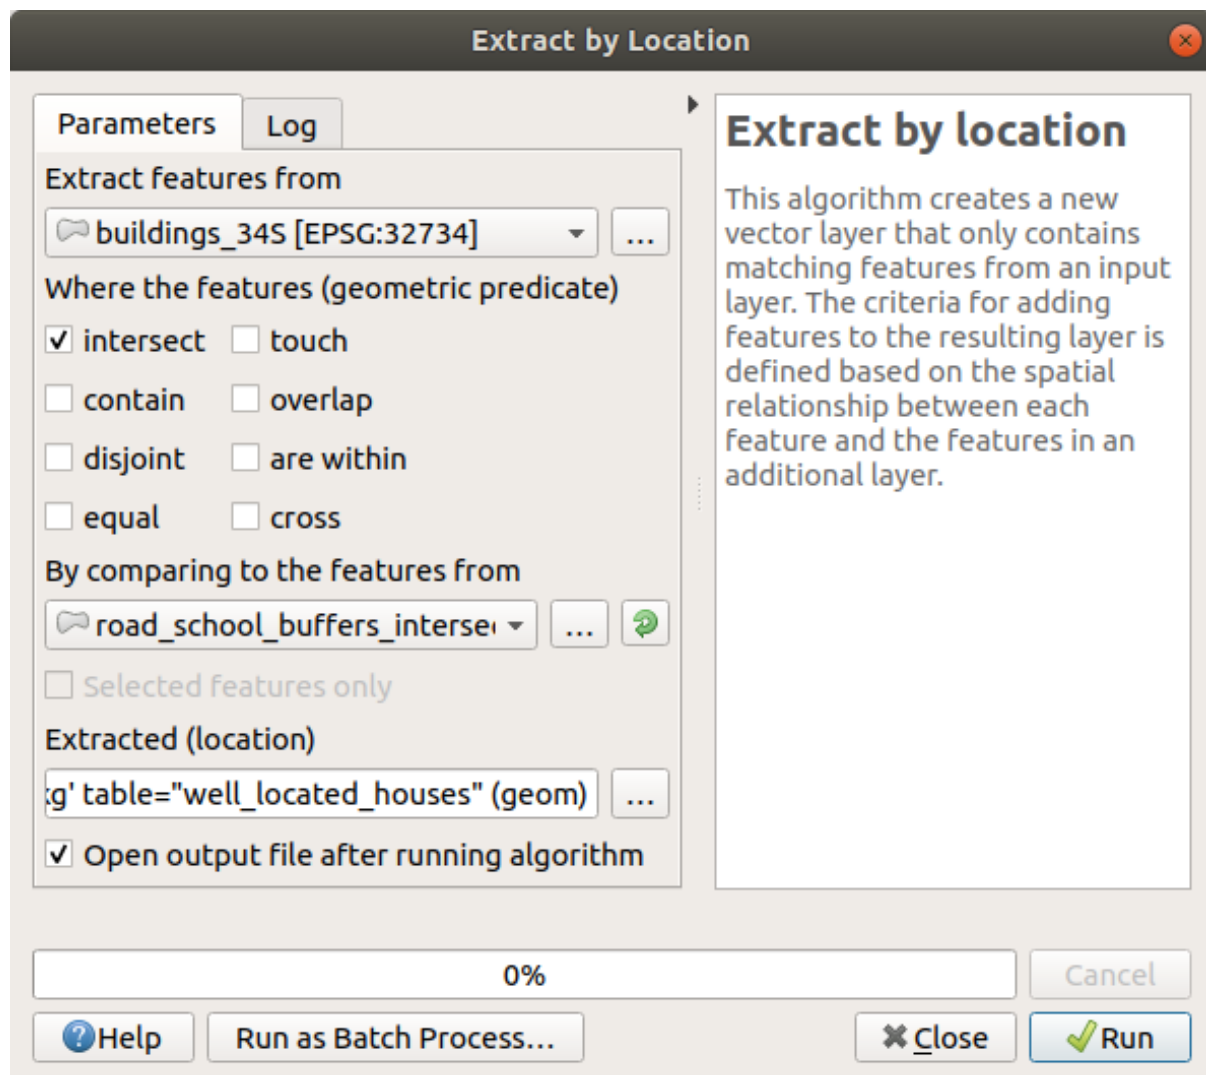 Extract by Location
Parameters
Log
Extract features from
buildings_34S [EPSG:32734]
...
Where the features (geometric predicate)
intersect
touch
contain
overlap
disjoint
are within
equal
cross
By comparing to the features from
road_school_buffers_interse
...
Selected features only
Extracted (location)
kg' table="well_located_houses" (geom)
...
Open output file after running algorithm
Extract by location
This algorithm creates a new
vector layer that only contains
matching features from an input
layer. The criteria for adding
features to the resulting layer is
defined based on the spatial
relationship between each
feature and the features in an
additional layer.
0%
Cancel
Help
Run as Batch Process...
Close
Run